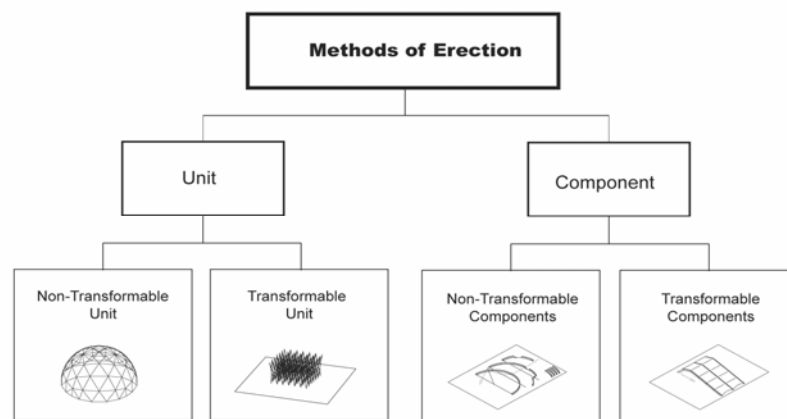 Methods of Erection
Unit
Component
Non-Transformable
Unit
Transformable
Unit
Non-Transformable
Components
Transformable
Components